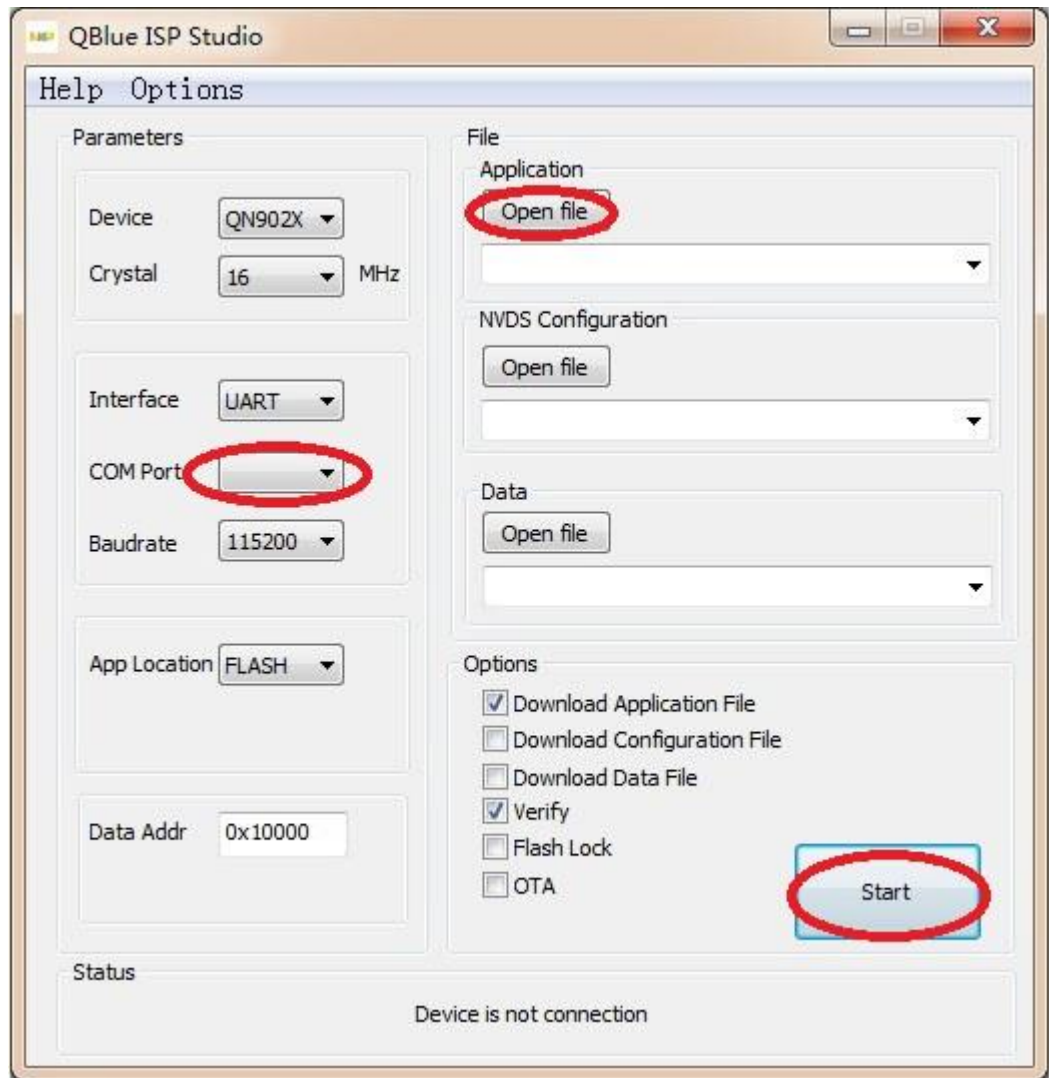 QBlue ISP Studio
Help Options
Parameters
Device QN902X
Crystal 16 MHz
Interface UART
COM Port
Baudrate 115200
App Location FLASH
Data Addr 0x10000
File
Application
Open file
NVDS Configuration
Open file
Data
Open file
Options
Download Application File
Download Configuration File
Download Data File
Verify
Flash Lock
OTA
Start
Status
Device is not connection